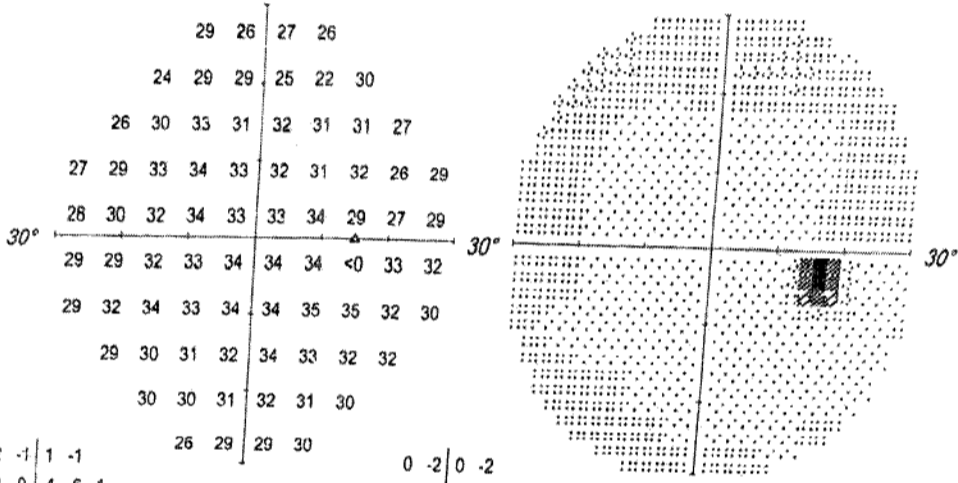 29 26 27 26
24 29 29 25 22 30
26 30 33 31 32 31 31 27
27 29 33 34 33 32 31 32 26 29
28 30 32 34 33 33 34 29 27 29
30° 30° 30°
29 29 32 33 34 34 34 <0 33 32
29 32 34 33 34 34 35 35 32 30
29 30 31 32 34 33 32 32
30 30 31 32 31 30
26 29 29 30
-1 1 -1
0 -2 0 -2